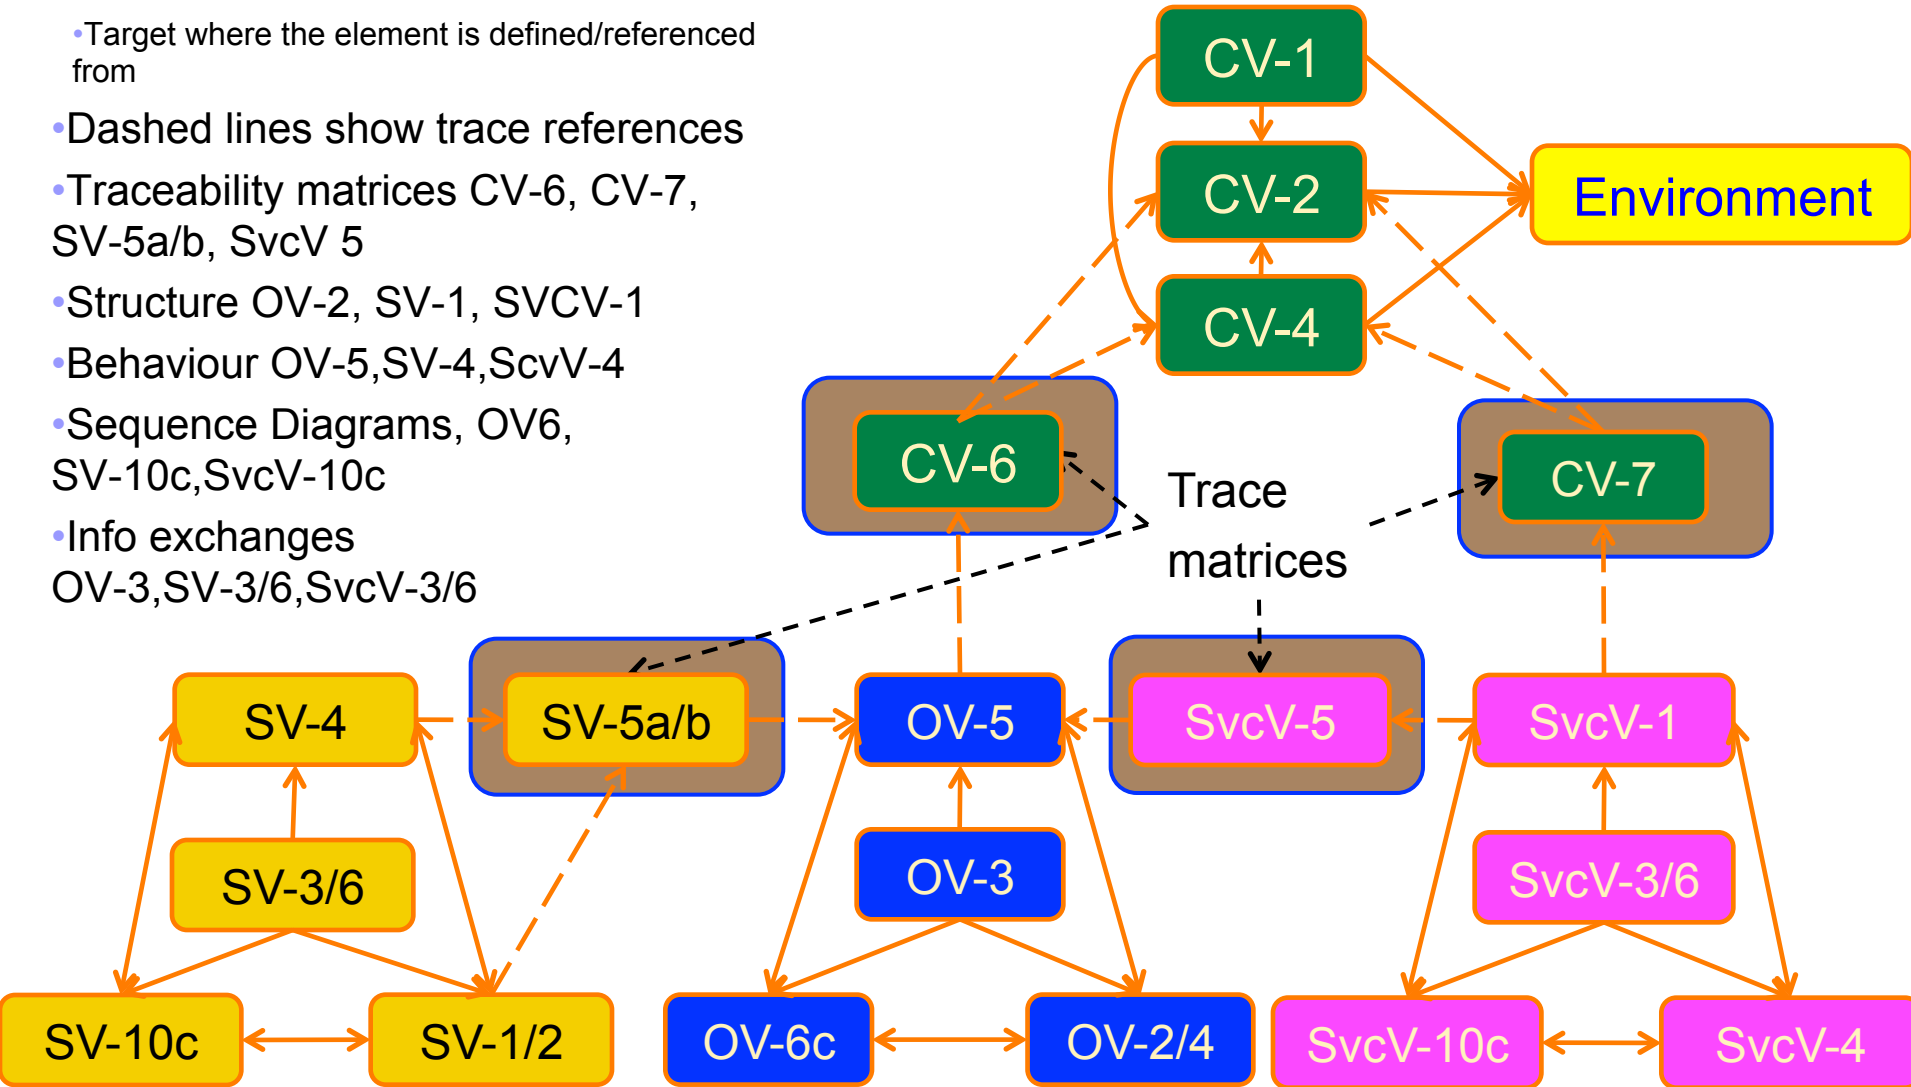 •Target where the element is defined/referenced
from
•Dashed lines show trace references
•Traceability matrices CV-6, CV-7,
SV-5a/b, SvcV 5
•Structure OV-2, SV-1, SVCV-1
•Behaviour OV-5,SV-4,ScvV-4
•Sequence Diagrams, OV6,
SV-10c,SvcV-10c
•Info exchanges
OV-3,SV-3/6,SvcV-3/6
CV-1
CV-2
Environment
CV-4
CV-6
CV-7
Trace
matrices
SV-4
SV-5a/b
OV-5
SvcV-5
SvcV-1
SV-3/6
OV-3
SvcV-3/6
SV-10c
SV-1/2
OV-6c
OV-2/4
SvcV-10c
SvcV-4